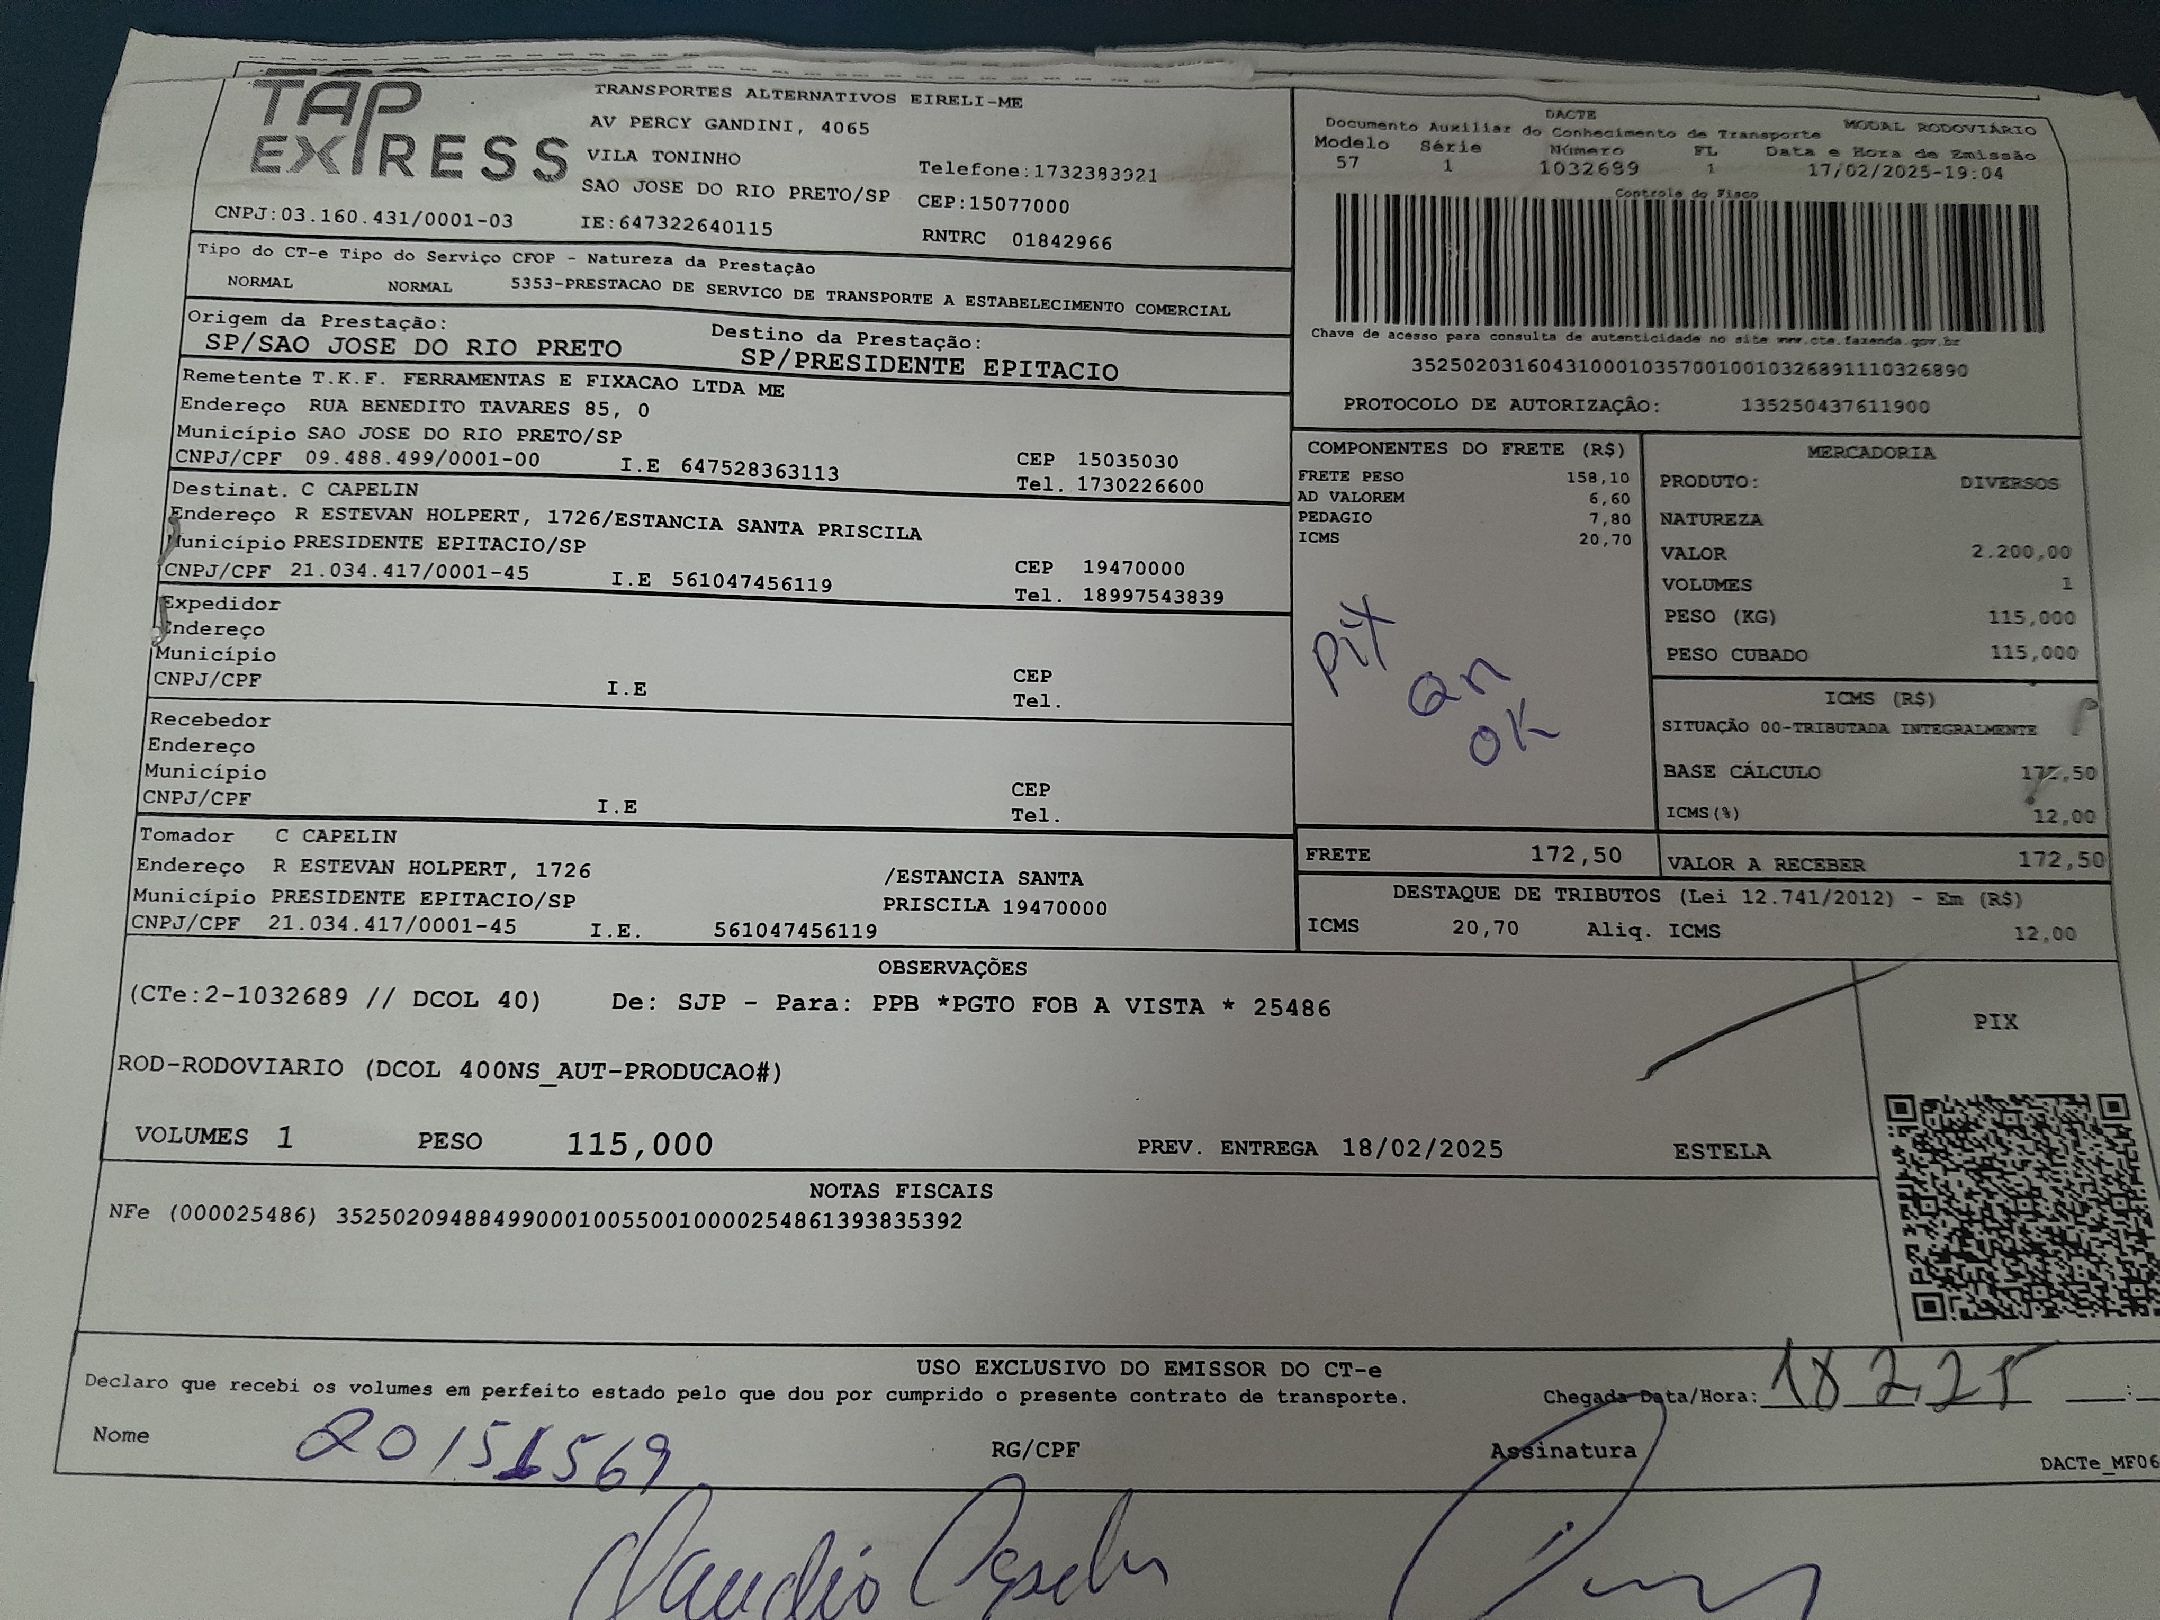 TAP
EXPRESS
TRANSPORTES ALTERNATIVOS EIRELI-ME
AV PERCY GANDINI, 4065
VILA TONINHO
Telefone:1732383921
SAO JOSE DO RIO PRETO/SP CEP:15077000
CNPJ:03.160.431/0001-03 IE:647322640115 RNTRC 01842966
DACTE
Documento Auxiliar do Conhecimento de Transporte MODAL RODOVIÁRIO
Modelo Série Número FL Data e Hora de Emissão
57 1 1032689 1 17/02/2025-19:04
Controle do Fisco
Chave de acesso para consulta de autenticidade no site www.cte.fazenda.gov.br
35250203160431000103570010010326891110326890
PROTOCOLO DE AUTORIZAÇÂO: 135250437611900
Tipo do CT-e Tipo do Serviço CFOP - Natureza da Prestação
NORMAL NORMAL 5353-PRESTACAO DE SERVICO DE TRANSPORTE A ESTABELECIMENTO COMERCIAL
Origem da Prestação: Destino da Prestação:
SP/SAO JOSE DO RIO PRETO SP/PRESIDENTE EPITACIO
Remetente T.K.F. FERRAMENTAS E FIXACAO LTDA ME
Endereço RUA BENEDITO TAVARES 85, 0
Município SAO JOSE DO RIO PRETO/SP CEP 15035030
CNPJ/CPF 09.488.499/0001-00 I.E 647528363113 Tel. 1730226600
Destinat. C CAPELIN
Endereço R ESTEVAN HOLPERT, 1726/ESTANCIA SANTA PRISCILA
Município PRESIDENTE EPITACIO/SP CEP 19470000
CNPJ/CPF 21.034.417/0001-45 I.E 561047456119 Tel. 18997543839
Expedidor
Endereço
Município CEP
CNPJ/CPF I.E Tel.
Recebedor
Endereço
Município CEP
CNPJ/CPF I.E Tel.
Tomador C CAPELIN
Endereço R ESTEVAN HOLPERT, 1726 /ESTANCIA SANTA
Município PRESIDENTE EPITACIO/SP PRISCILA 19470000
CNPJ/CPF 21.034.417/0001-45 I.E. 561047456119
COMPONENTES DO FRETE (R$)
FRETE PESO 158,10
AD VALOREM 6,60
PEDAGIO 7,80
ICMS 20,70
Pix
OK
FRETE 172,50
MERCADORIA
PRODUTO: DIVERSOS
NATUREZA
VALOR 2.200,00
VOLUMES 1
PESO (KG) 115,000
PESO CUBADO 115,000
ICMS (R$)
SITUAÇÃO 00-TRIBUTADA INTEGRALMENTE
BASE CÁLCULO 172,50
ICMS(%) 12,00
VALOR A RECEBER 172,50
DESTAQUE DE TRIBUTOS (Lei 12.741/2012) - Em (R$)
ICMS 20,70 Aliq. ICMS 12,00
OBSERVAÇÕES
(CTe:2-1032689 // DCOL 40) De: SJP - Para: PPB *PGTO FOB A VISTA * 25486
ROD-RODOVIARIO (DCOL 400NS_AUT-PRODUCAO#)
VOLUMES 1 PESO 115,000 PREV. ENTREGA 18/02/2025 ESTELA
PIX
NOTAS FISCAIS
NFe (000025486) 35250209488499000100550010000254861393835392
USO EXCLUSIVO DO EMISSOR DO CT-e
Declaro que recebi os volumes em perfeito estado pelo que dou por cumprido o presente contrato de transporte. Chegada Data/Hora: 18 2 25 __:
Nome 20151569 RG/CPF Assinatura
DACTe_MF06
Claudio